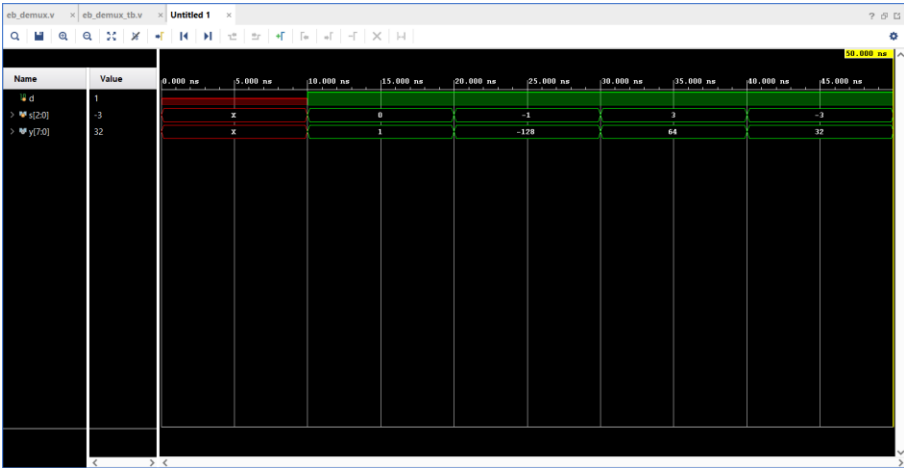 eb_demux.v × eb_demux_tb.v × Untitled 1 ×
50.000 ns
Name Value 0.000 ns 5.000 ns 10.000 ns 15.000 ns 20.000 ns 25.000 ns 30.000 ns 35.000 ns 40.000 ns 45.000 ns
d 1
s[2:0] -3 X 0 -1 3 -3
y[7:0] 32 X 1 -128 64 32